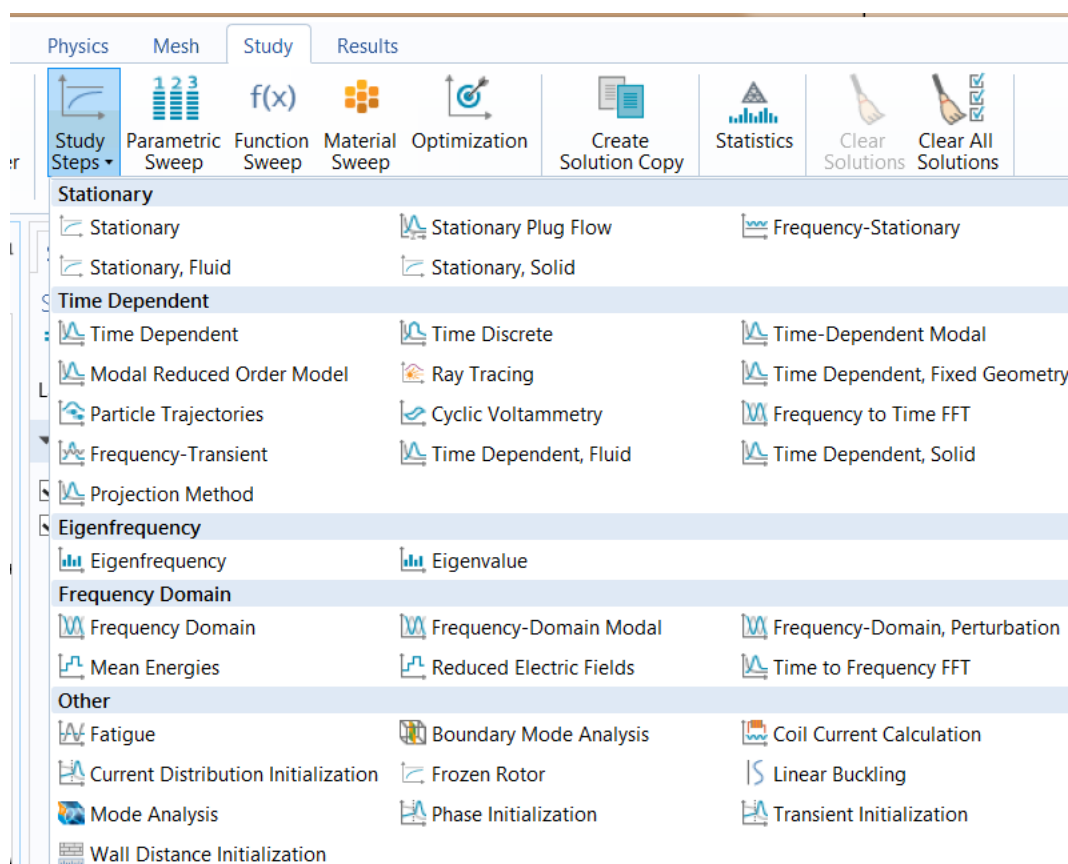 Physics Mesh Study Results
1 2 3
f(x)
Study Steps Parametric Sweep Function Sweep Material Sweep Optimization Create Solution Copy Statistics Clear Solutions Clear All Solutions
Stationary
Stationary Stationary Plug Flow Frequency-Stationary
Stationary, Fluid Stationary, Solid
Time Dependent
Time Dependent Time Discrete Time-Dependent Modal
Modal Reduced Order Model Ray Tracing Time Dependent, Fixed Geometry
Particle Trajectories Cyclic Voltammetry Frequency to Time FFT
Frequency-Transient Time Dependent, Fluid Time Dependent, Solid
Projection Method
Eigenfrequency
Eigenfrequency Eigenvalue
Frequency Domain
Frequency Domain Frequency-Domain Modal Frequency-Domain, Perturbation
Mean Energies Reduced Electric Fields Time to Frequency FFT
Other
Fatigue Boundary Mode Analysis Coil Current Calculation
Current Distribution Initialization Frozen Rotor Linear Buckling
Mode Analysis Phase Initialization Transient Initialization
Wall Distance Initialization